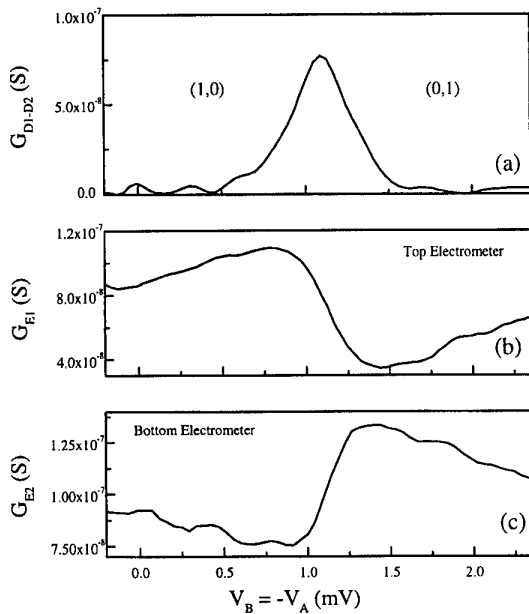 1.0x10⁻⁷
5.0x10⁻⁸
0.0
G_D1-D2 (S)
(1,0)
(0,1)
(a)
1.2x10⁻⁷
8.0x10⁻⁸
4.0x10⁻⁸
G_E1 (S)
Top Electrometer
(b)
1.25x10⁻⁷
1.00x10⁻⁷
7.50x10⁻⁸
G_E2 (S)
Bottom Electrometer
(c)
0.0 0.5 1.0 1.5 2.0
V_B = -V_A (mV)